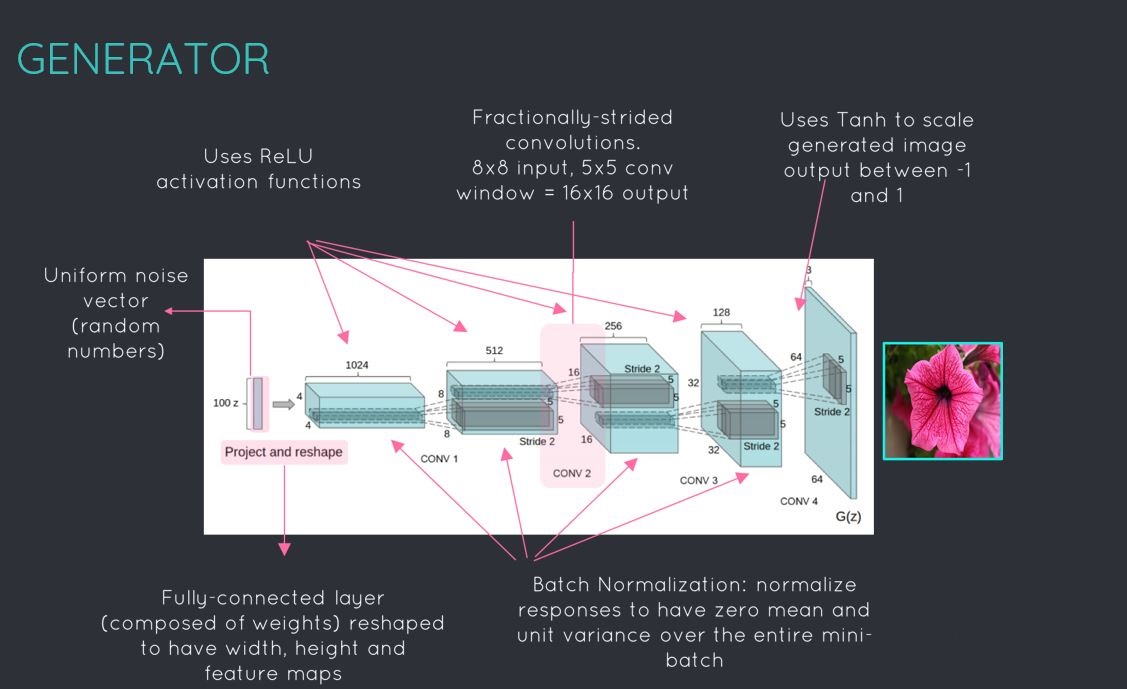 GENERATOR
Uses ReLU
activation functions
Fractionally-strided
convolutions.
8x8 input, 5x5 conv
window = 16x16 output
Uses Tanh to scale
generated image
output between -1
and 1
Uniform noise
vector
(random
numbers)
100 z
Project and reshape
1024
4
4
512
8
8
5
5
Stride 2
CONV 1
256
16
16
Stride 2
5
5
CONV 2
128
32
32
5
5
Stride 2
CONV 3
3
64
64
5
5
Stride 2
CONV 4
G(z)
Fully-connected layer
(composed of weights) reshaped
to have width, height and
feature maps
Batch Normalization: normalize
responses to have zero mean and
unit variance over the entire mini-
batch